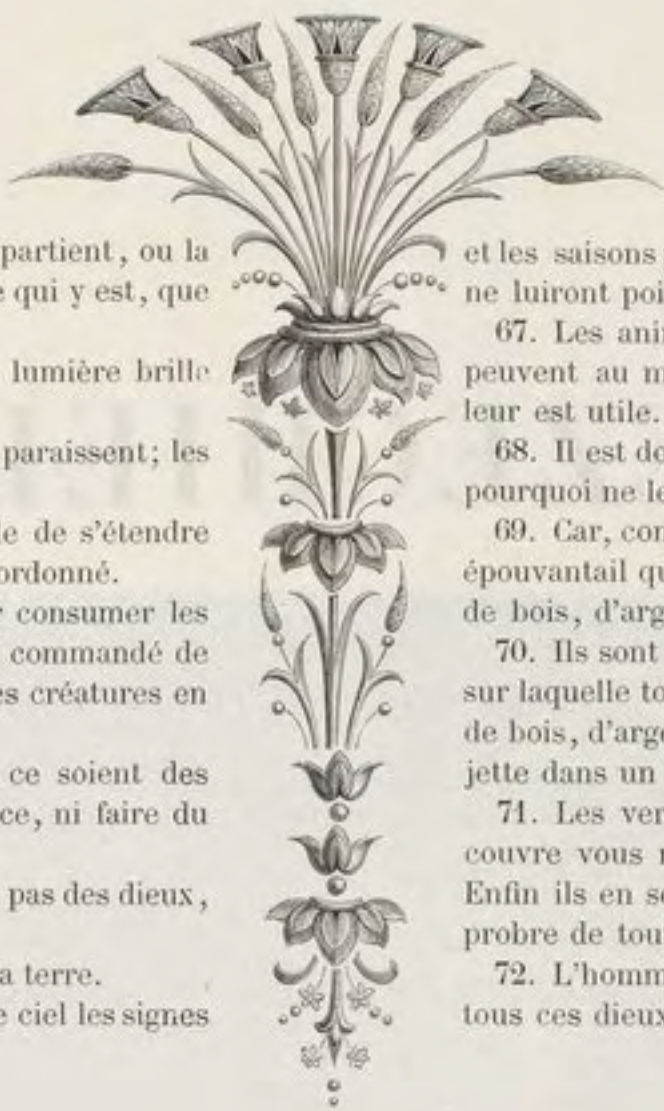 partient, ou la
e qui y est, que
lumière brille
paraissent; les
le de s'étendre
ordonné.
r consumer les
commandé de
es créatures en
ce soient des
ce, ni faire du
pas des dieux,
a terre.
e ciel les signes
et les saisons
ne luiront poi
67. Les ani
peuvent au m
leur est utile.
68. Il est do
pourquoi ne le
69. Car, con
épouvantail qu
de bois, d'arg
70. Ils sont
sur laquelle to
de bois, d'arge
jette dans un
71. Les ver
couvre vous
Enfin ils en se
probre de tou
72. L'homm
tous ces dieux